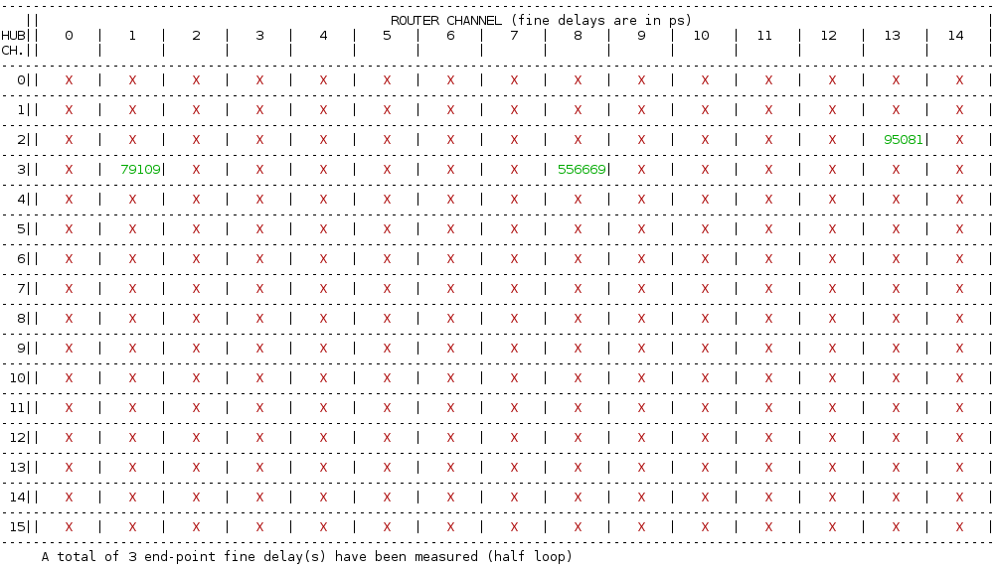 ROUTER CHANNEL (fine delays are in ps)
HUB|| 0 | 1 | 2 | 3 | 4 | 5 | 6 | 7 | 8 | 9 | 10 | 11 | 12 | 13 | 14 |
CH.|| | | | | | | | | | | | | | | |
0|| X | X | X | X | X | X | X | X | X | X | X | X | X | X | X |
1|| X | X | X | X | X | X | X | X | X | X | X | X | X | X | X |
2|| X | X | X | X | X | X | X | X | X | X | X | X | X | 95081| X |
3|| X | 79109| X | X | X | X | X | X | 556669| X | X | X | X | X | X |
4|| X | X | X | X | X | X | X | X | X | X | X | X | X | X | X |
5|| X | X | X | X | X | X | X | X | X | X | X | X | X | X | X |
6|| X | X | X | X | X | X | X | X | X | X | X | X | X | X | X |
7|| X | X | X | X | X | X | X | X | X | X | X | X | X | X | X |
8|| X | X | X | X | X | X | X | X | X | X | X | X | X | X | X |
9|| X | X | X | X | X | X | X | X | X | X | X | X | X | X | X |
10|| X | X | X | X | X | X | X | X | X | X | X | X | X | X | X |
11|| X | X | X | X | X | X | X | X | X | X | X | X | X | X | X |
12|| X | X | X | X | X | X | X | X | X | X | X | X | X | X | X |
13|| X | X | X | X | X | X | X | X | X | X | X | X | X | X | X |
14|| X | X | X | X | X | X | X | X | X | X | X | X | X | X | X |
15|| X | X | X | X | X | X | X | X | X | X | X | X | X | X | X |
A total of 3 end-point fine delay(s) have been measured (half loop)